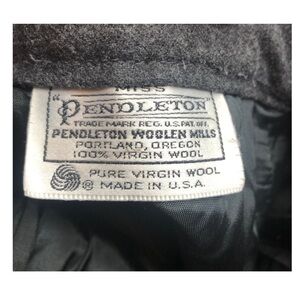 MISS
"PENDLETON"
TRADE MARK REG. U.S. PAT. OFF.
PENDLETON WOOLEN MILLS
PORTLAND, OREGON
100% VIRGIN WOOL
PURE VIRGIN WOOL
® MADE IN U.S.A.